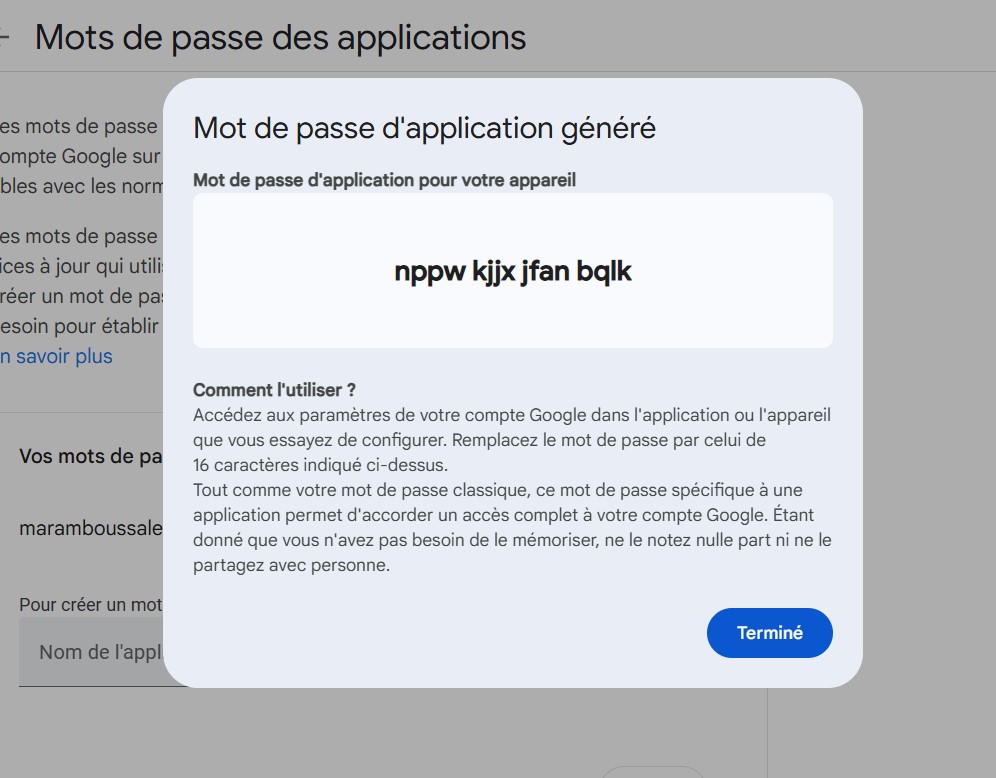 Mots de passe des applications
Mot de passe d'application généré
Mot de passe d'application pour votre appareil
nppw kjjx jfan bqlk
Comment l'utiliser ?
Accédez aux paramètres de votre compte Google dans l'application ou l'appareil
que vous essayez de configurer. Remplacez le mot de passe par celui de
16 caractères indiqué ci-dessus.
Tout comme votre mot de passe classique, ce mot de passe spécifique à une
application permet d'accorder un accès complet à votre compte Google. Étant
donné que vous n'avez pas besoin de le mémoriser, ne le notez nulle part ni ne le
partagez avec personne.
Terminé
es mots de passe
ompte Google sur
bles avec les norm
es mots de passe
ices à jour qui utilis
réer un mot de pas
esoin pour établir
n savoir plus
Vos mots de pa
maramboussale
Pour créer un mot
Nom de l'appl